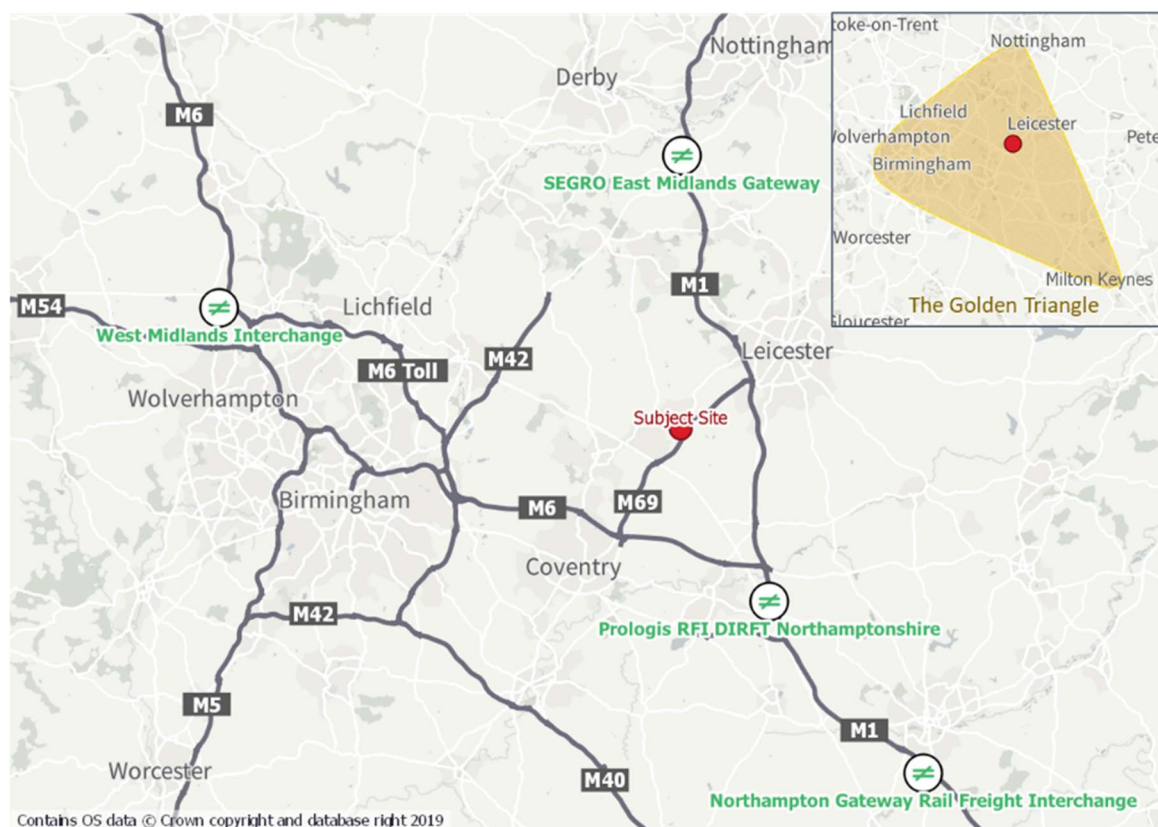 Nottingham
Derby
M6
SEGRO East Midlands Gateway
M1
M54
Lichfield
West Midlands Interchange
M42
Leicester
M6 Toll
Wolverhampton
Subject Site
Birmingham
M6
M69
Coventry
M42
Prologis RFI DIRFT Northamptonshire
M5
M1
Worcester
M40
Northampton Gateway Rail Freight Interchange
Contains OS data © Crown copyright and database right 2019
toke-on-Trent
Nottingham
Lichfield
Leicester
Wolverhampton
Pete
Birmingham
Worcester
Milton Keynes
The Golden Triangle
Gloucester